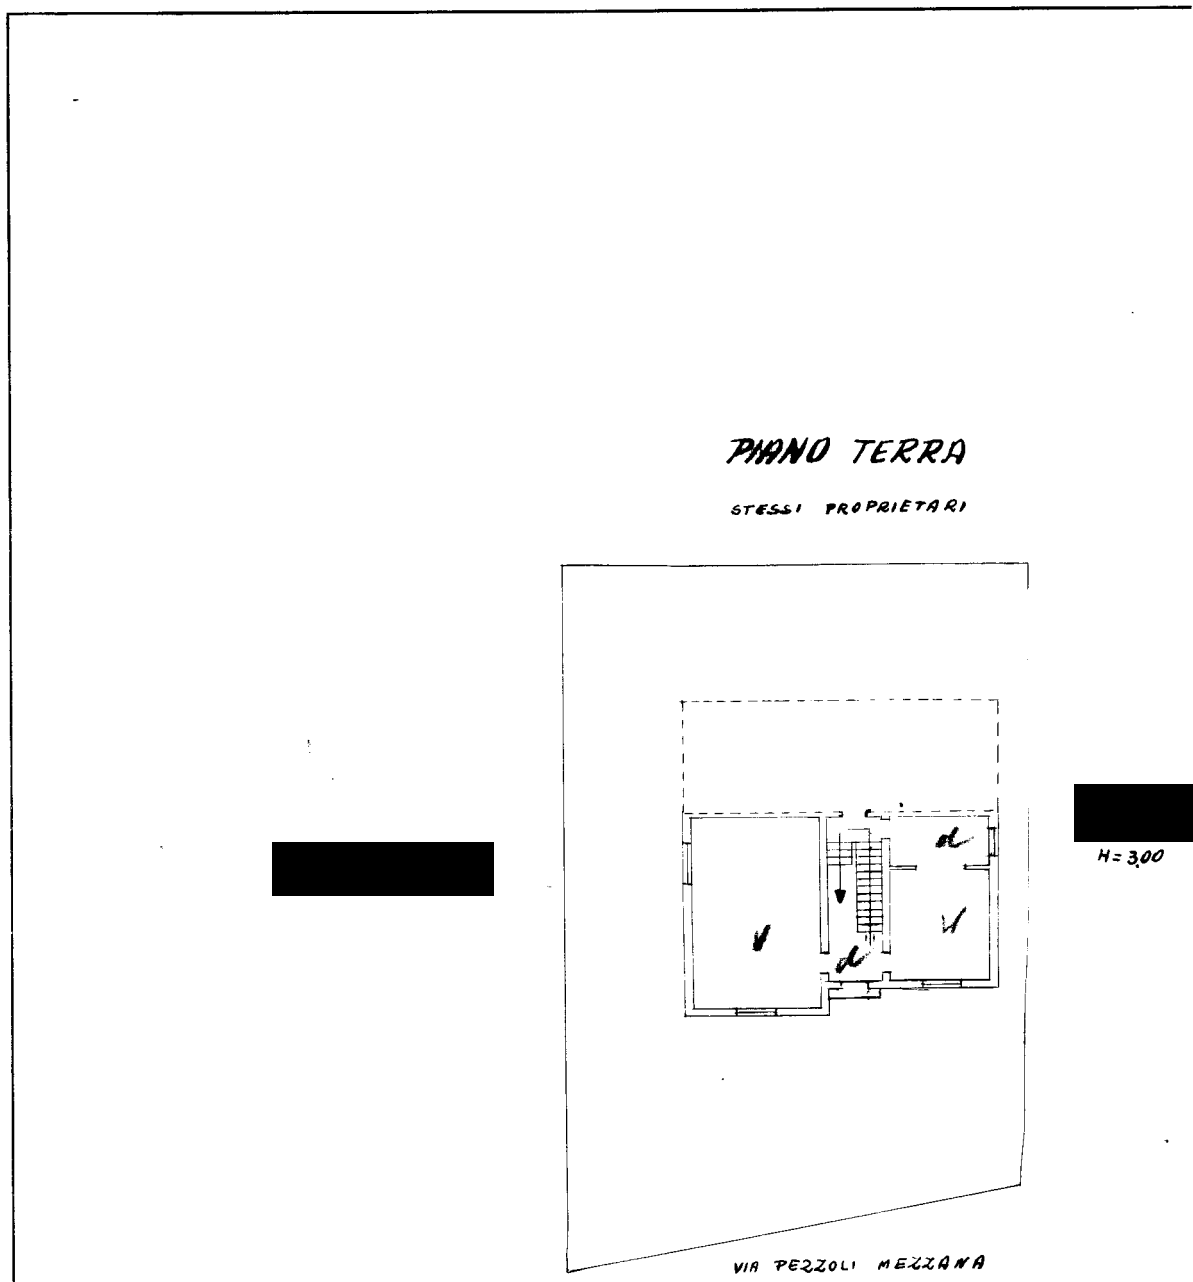 PIANO TERRA
STESSI PROPRIETARI
d
H=3,00
V
V
d
VIA PEZZOLI MEZZANA